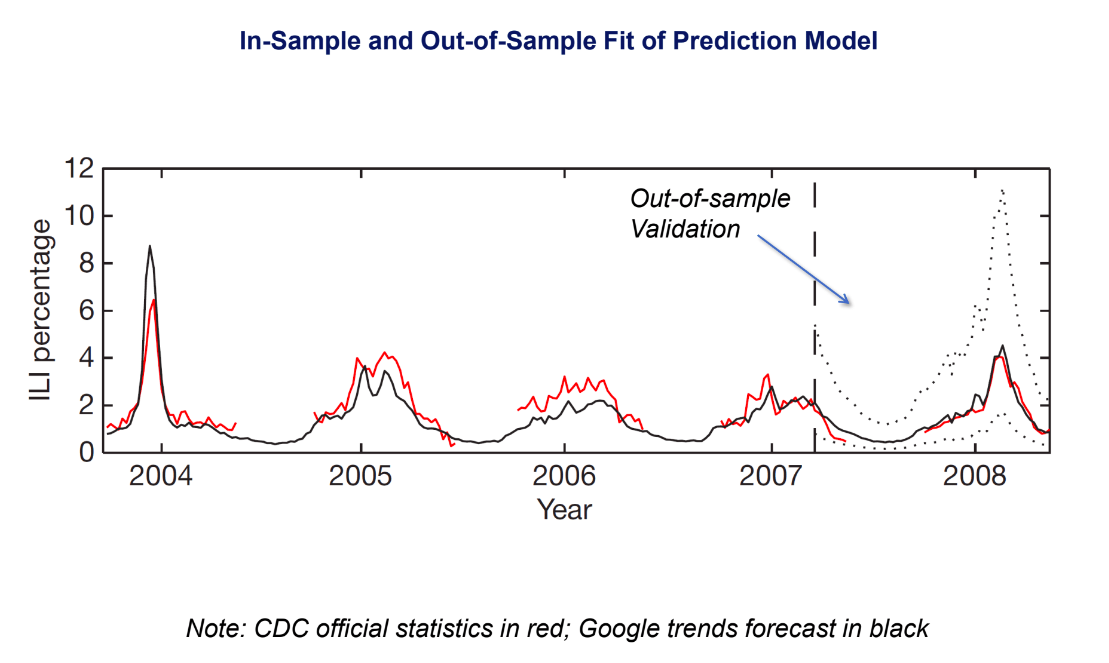 In-Sample and Out-of-Sample Fit of Prediction Model
12
10
8
6
4
2
0
ILI percentage
Out-of-sample
Validation
2004 2005 2006 2007 2008
Year
Note: CDC official statistics in red; Google trends forecast in black